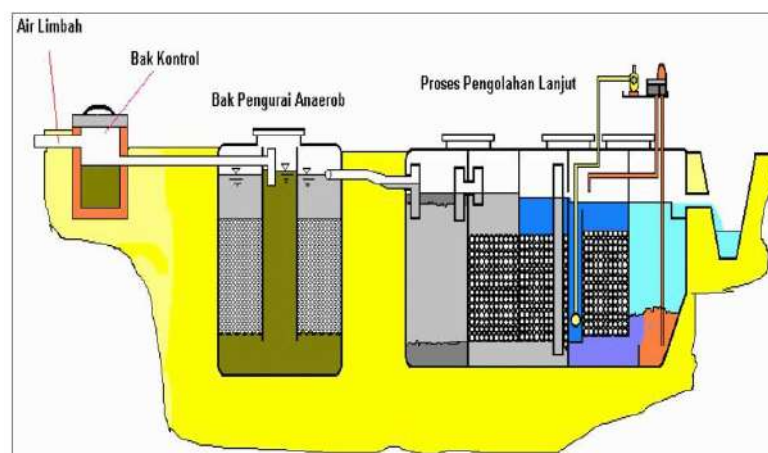 Air Limbah
Bak Kontrol
Bak Pengurai Anaerob
Proses Pengolahan Lanjut